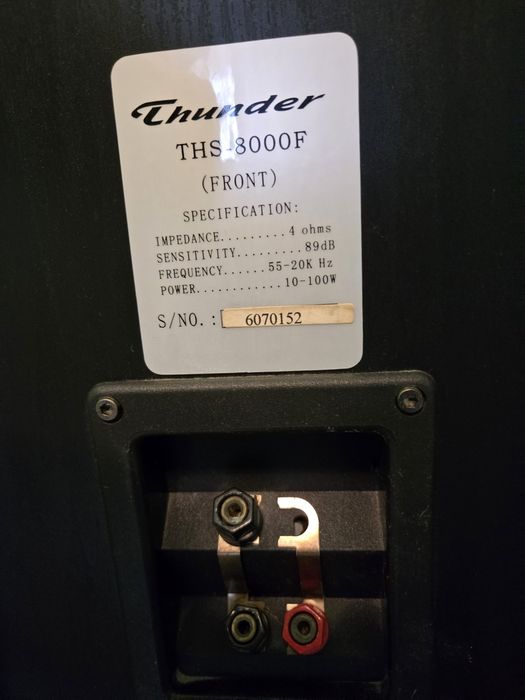 Thunder
THS-8000F
(FRONT)
SPECIFICATION:
IMPEDANCE.........4 ohms
SENSITIVITY.........89dB
FREQUENCY......55-20K Hz
POWER............10-100W
S/NO.: 6070152